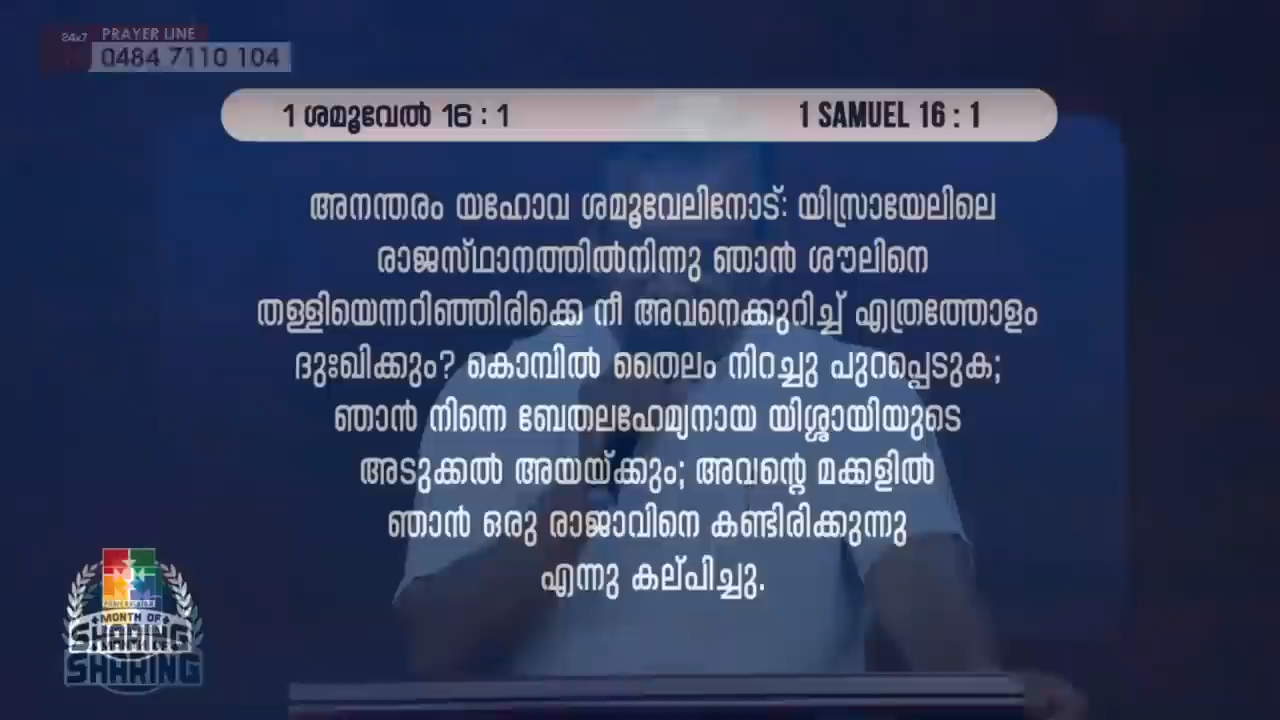 24x7 PRAYER LINE
0484 7110 104
1 ശമൂവേൽ 16 : 1
1 SAMUEL 16 : 1
അനന്തരം യഹോവ ശമൂവേലിനോട്: യിസ്രായേലിലെ
രാജസ്ഥാനത്തിൽനിന്നു ഞാൻ ശൗലിനെ
തള്ളിയെന്നറിഞ്ഞിരിക്കെ നീ അവനെക്കുറിച്ച് എത്രത്തോളം
ദുഃഖിക്കും? കൊമ്പിൽ തൈലം നിറച്ചു പുറപ്പെടുക;
ഞാൻ നിന്നെ ബേതലഹേമ്യനായ യിശ്ശായിയുടെ
അടുക്കൽ അയയ്ക്കും; അവന്റെ മക്കളിൽ
ഞാൻ ഒരു രാജാവിനെ കണ്ടിരിക്കുന്നു
എന്നു കല്പിച്ചു.
MONTH OF
SHARING
SHARING